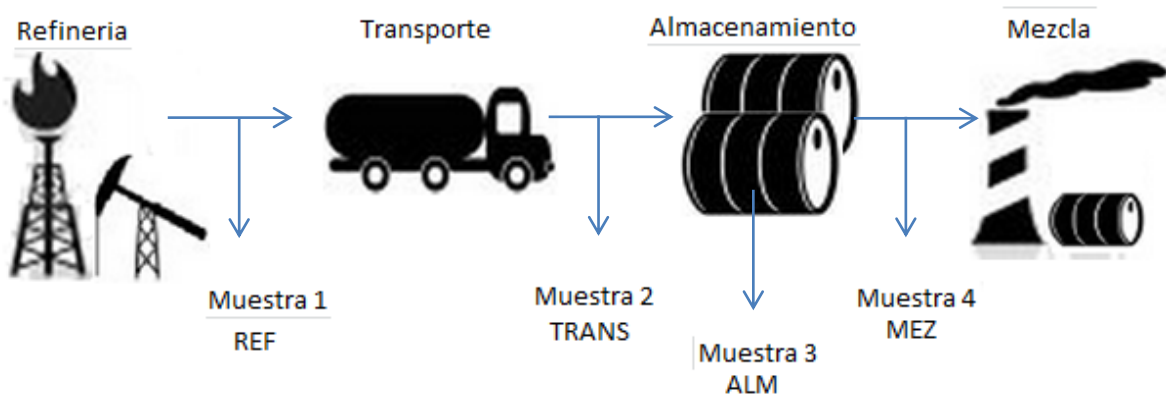 Refineria
Transporte
Almacenamiento
Mezcla
Muestra 1
REF
Muestra 2
TRANS
Muestra 3
ALM
Muestra 4
MEZ